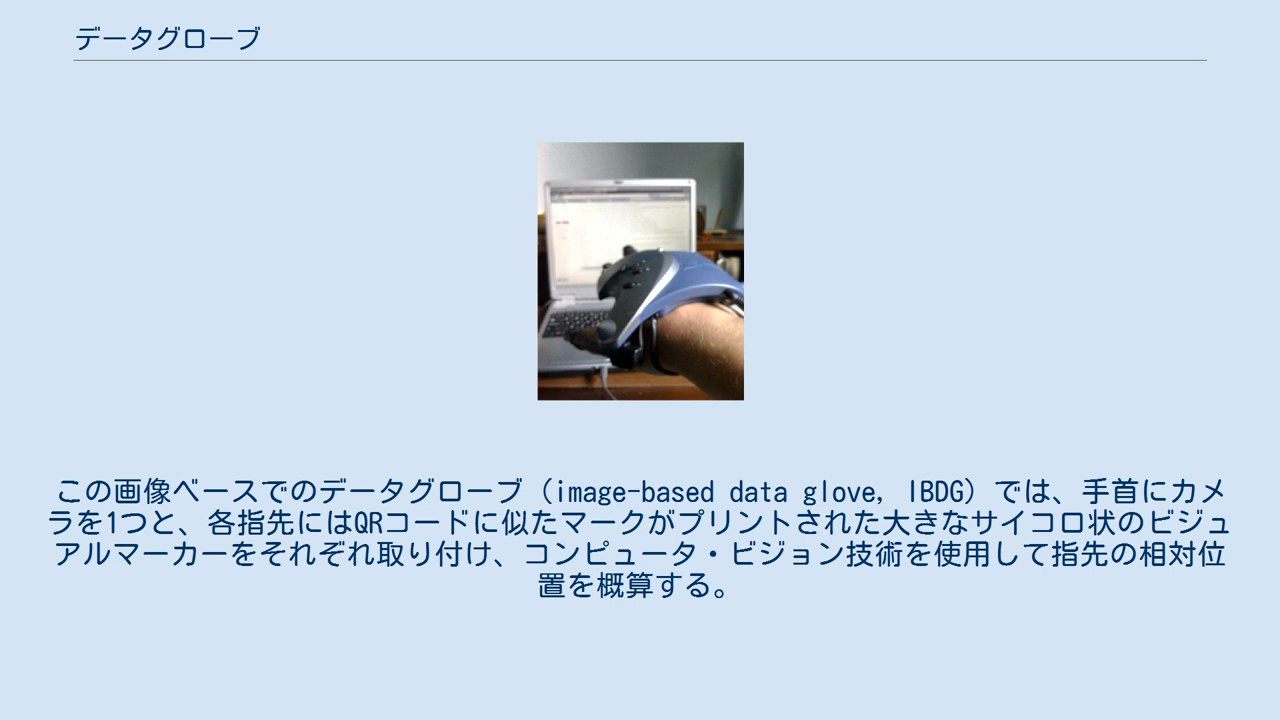 データグローブ
この画像ベースでのデータグローブ（image-based data glove, IBDG）では、手首にカメ
ラを1つと、各指先にはQRコードに似たマークがプリントされた大きなサイコロ状のビジュ
アルマーカーをそれぞれ取り付け、コンピュータ・ビジョン技術を使用して指先の相対位
置を概算する。